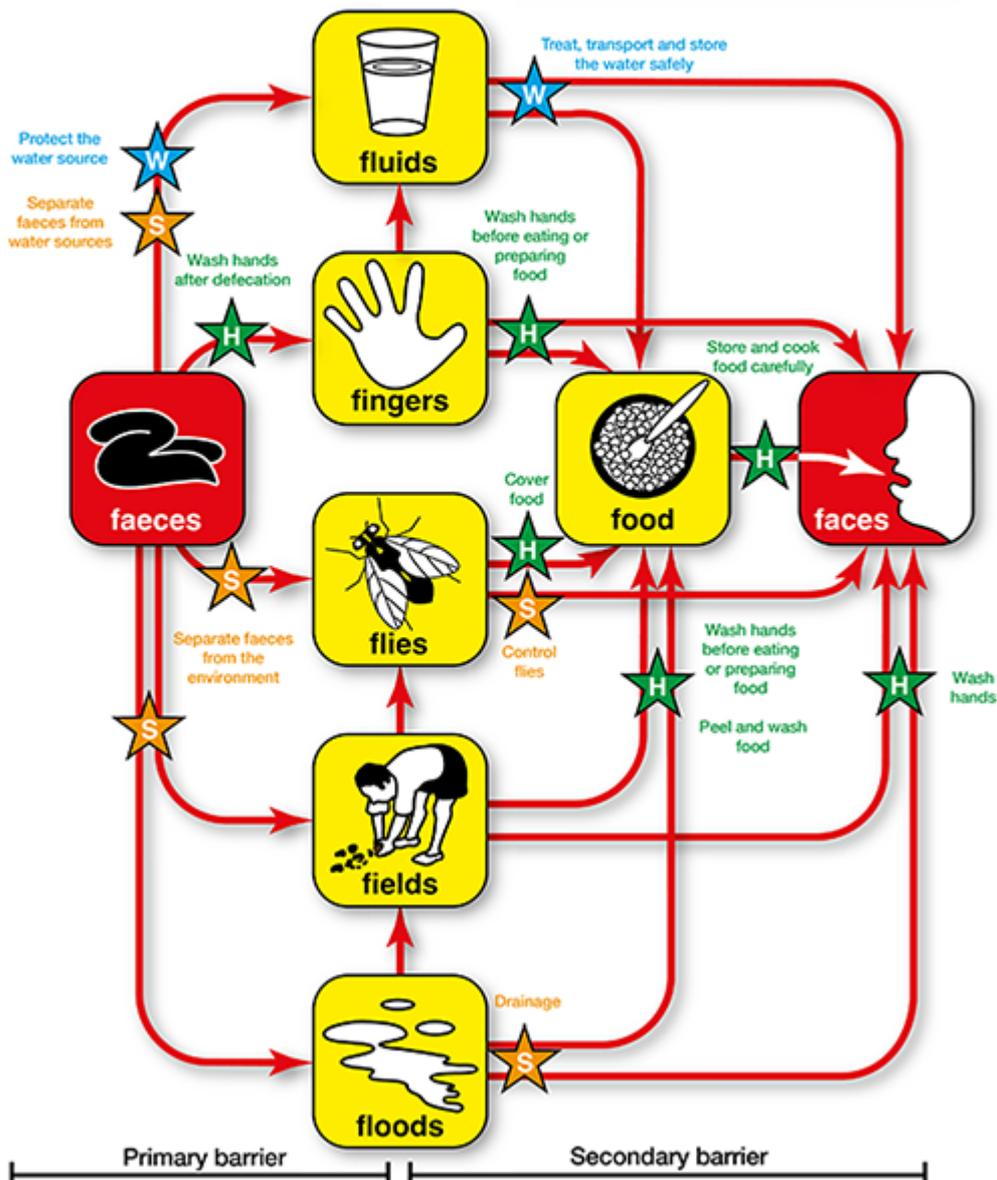 Treat, transport and store
the water safely
W
fluids
Protect the
water source
W
Separate
faeces from
water sources
S
Wash hands
after defecation
H
Wash hands
before eating or
preparing
food
H
fingers
Store and cook
food carefully
H
faeces
food
faces
Cover
food
H
S
flies
S
Control
flies
Separate faeces
from the
environment
S
Wash hands
before eating
or preparing
food
H
Peel and wash
food
H
Wash
hands
fields
Drainage
S
floods
Primary barrier
Secondary barrier